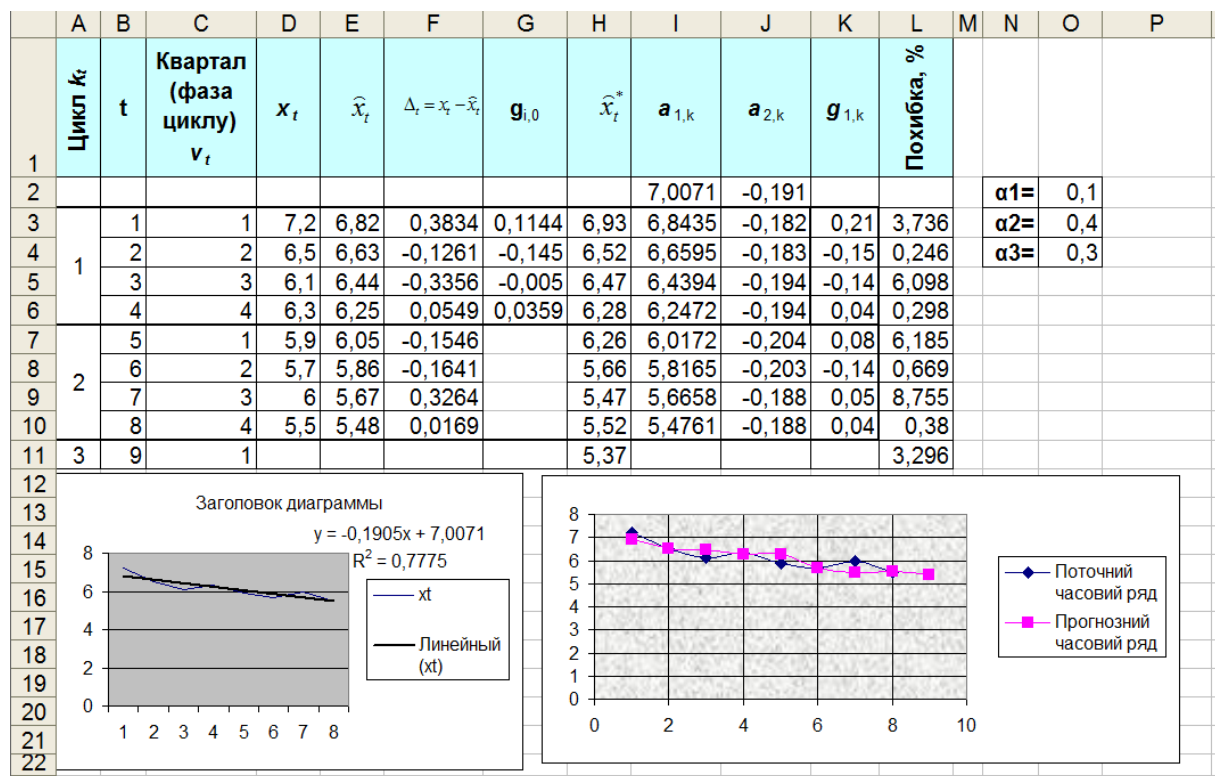 A B C D E F G H I J K L M N O P
1 Цикл kt t Квартал (фаза циклу) vt xt x̂t Δt = xt − x̂t gi,0 x̂t* a1,k a2,k g1,k Похибка, %
2 7,0071 -0,191 α1= 0,1
3 1 1 1 7,2 6,82 0,3834 0,1144 6,93 6,8435 -0,182 0,21 3,736 α2= 0,4
4 2 2 6,5 6,63 -0,1261 -0,145 6,52 6,6595 -0,183 -0,15 0,246 α3= 0,3
5 3 3 6,1 6,44 -0,3356 -0,005 6,47 6,4394 -0,194 -0,14 6,098
6 4 4 6,3 6,25 0,0549 0,0359 6,28 6,2472 -0,194 0,04 0,298
7 2 5 1 5,9 6,05 -0,1546 6,26 6,0172 -0,204 0,08 6,185
8 6 2 5,7 5,86 -0,1641 5,66 5,8165 -0,203 -0,14 0,669
9 7 3 6 5,67 0,3264 5,47 5,6658 -0,188 0,05 8,755
10 8 4 5,5 5,48 0,0169 5,52 5,4761 -0,188 0,04 0,38
11 3 9 1 5,37 3,296
12
13
14
15
16
17
18
19
20
21
22
Заголовок диаграммы
y = -0,1905x + 7,0071
R² = 0,7775
8
6
4
2
0
1 2 3 4 5 6 7 8
xt
Линейный
(xt)
8
7
6
5
4
3
2
1
0
0 2 4 6 8 10
Поточний
часовий ряд
Прогнозний
часовий ряд